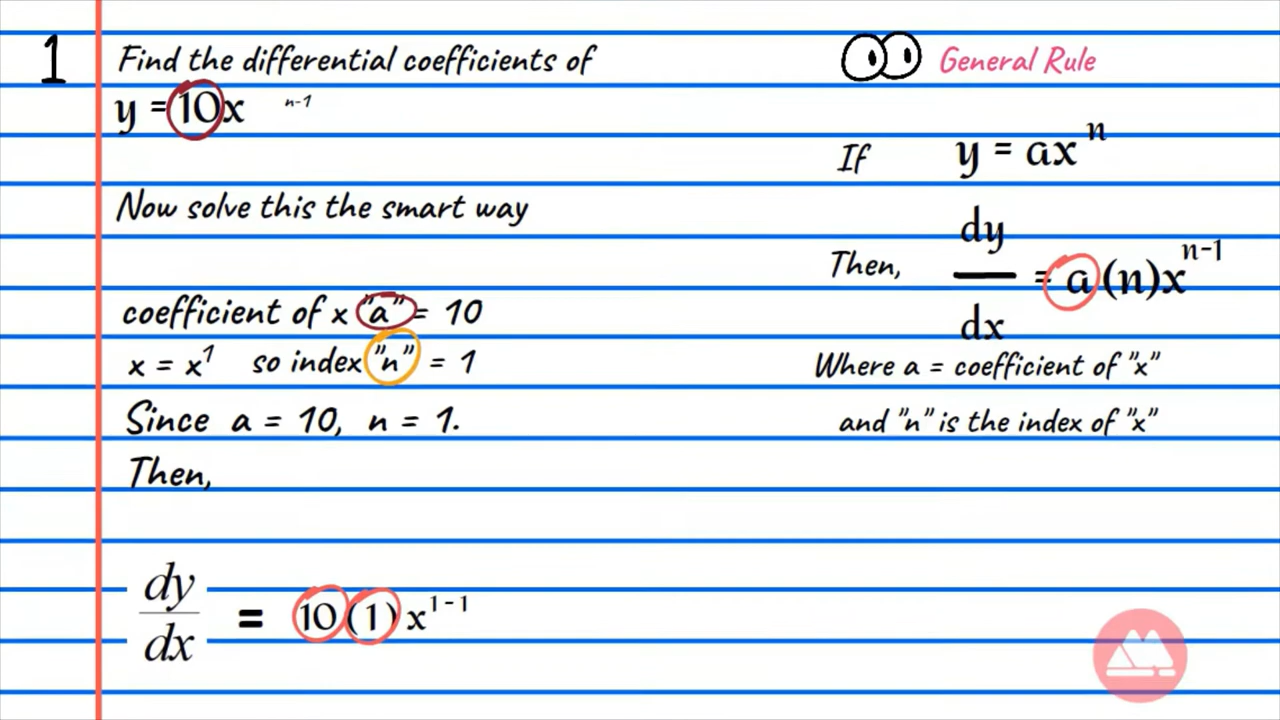 1
Find the differential coefficients of
y = 10x n-1
Now solve this the smart way
coefficient of x "a" = 10
x = x¹ so index "n" = 1
Since a = 10, n = 1.
Then,
dy
dx
= 10(1)x¹⁻¹
General Rule
If y = axⁿ
Then,
dy
dx
= a(n)xⁿ⁻¹
Where a = coefficient of "x"
and "n" is the index of "x"